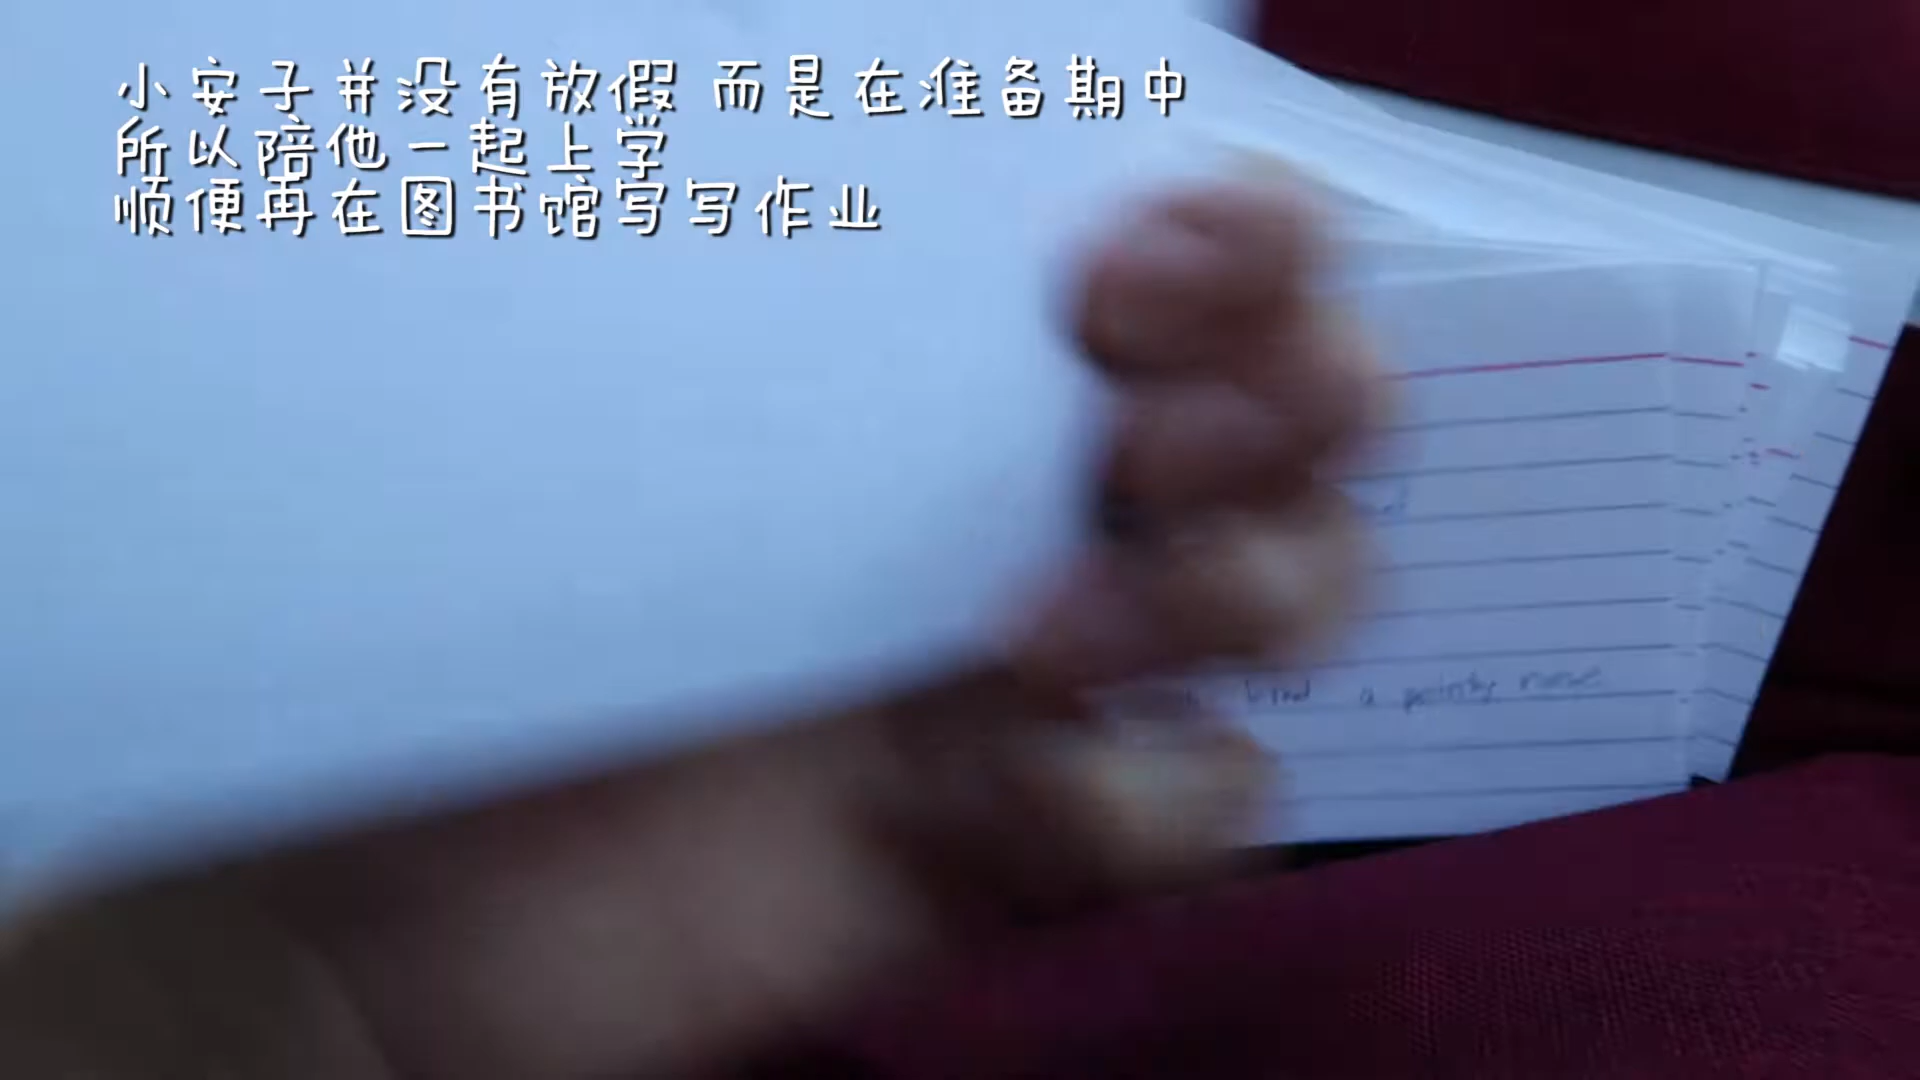 小安子并没有放假 而是在准备期中
所以陪他一起上学
顺便再在图书馆写写作业